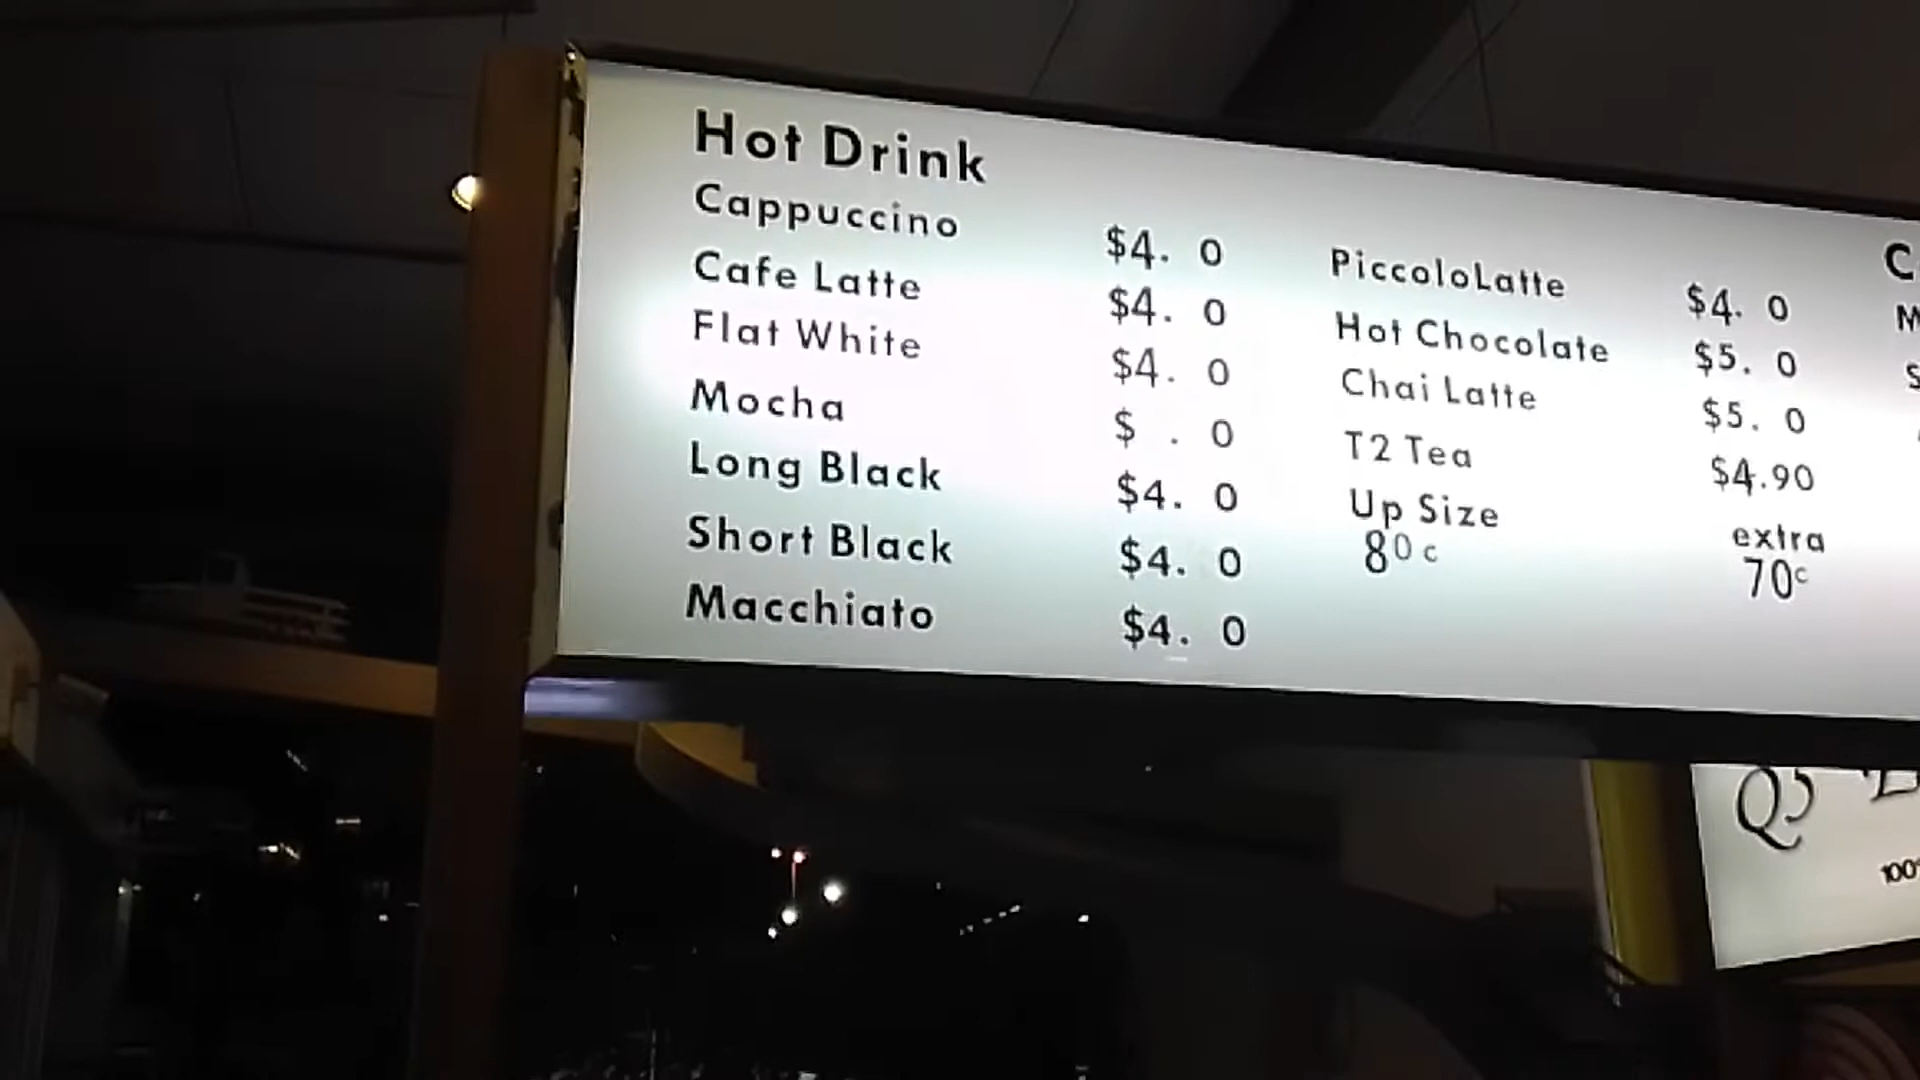 Hot Drink
Cappuccino $4. 0
Cafe Latte $4. 0
Flat White $4. 0
Mocha $ . 0
Long Black $4. 0
Short Black $4. 0
Macchiato $4. 0
PiccoloLatte $4. 0
Hot Chocolate $5. 0
Chai Latte $5. 0
T2 Tea $4.90
Up Size extra
80c 70c